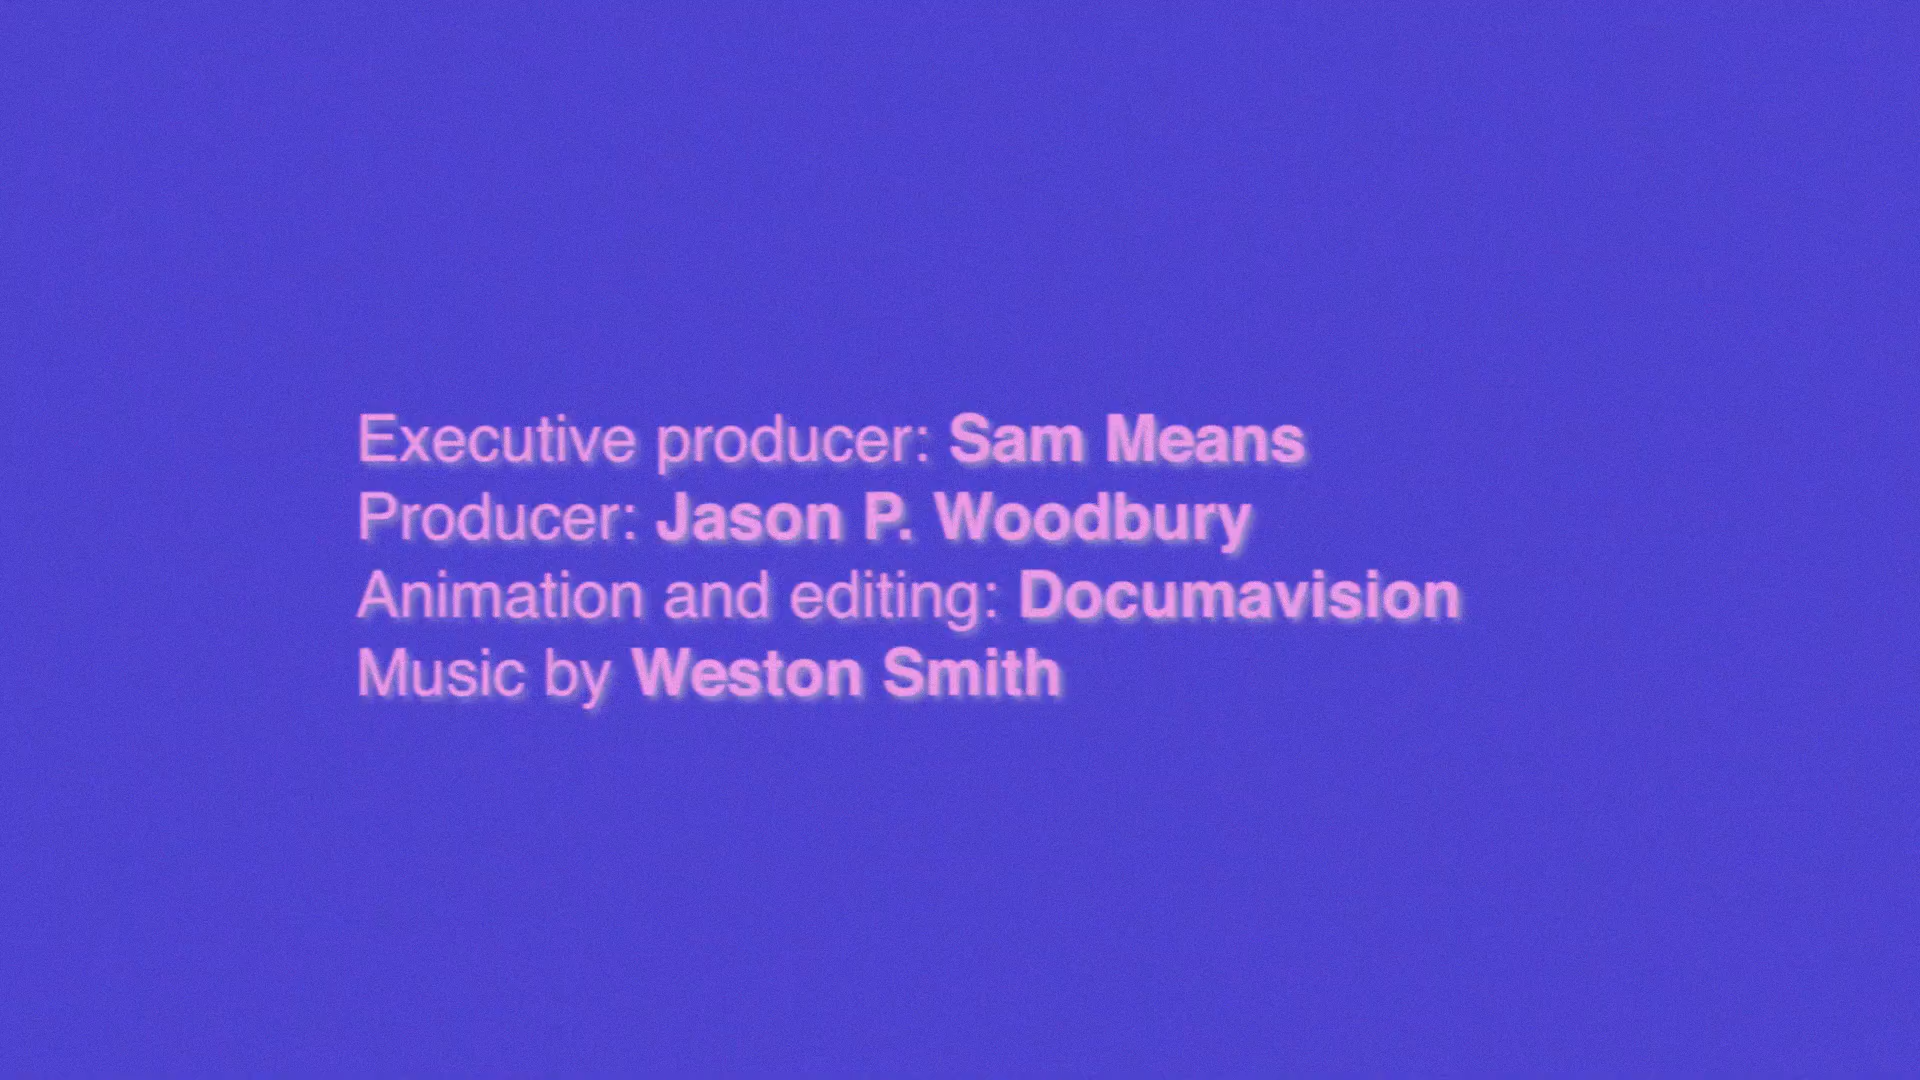 Executive producer: Sam Means
Producer: Jason P. Woodbury
Animation and editing: Documavision
Music by Weston Smith